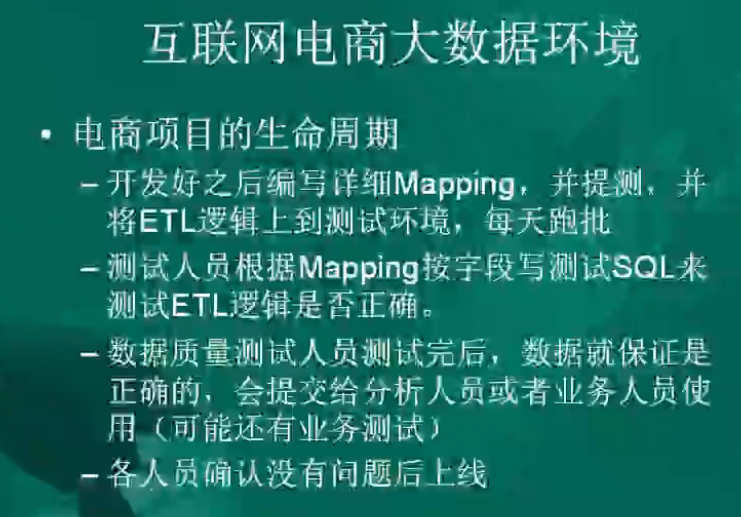 互联网电商大数据环境
• 电商项目的生命周期
– 开发好之后编写详细Mapping，并提测，并
将ETL逻辑上到测试环境，每天跑批
– 测试人员根据Mapping按字段写测试SQL来
测试ETL逻辑是否正确。
– 数据质量测试人员测试完后，数据就保证是
正确的，会提交给分析人员或者业务人员使
用（可能还有业务测试）
– 各人员确认没有问题后上线